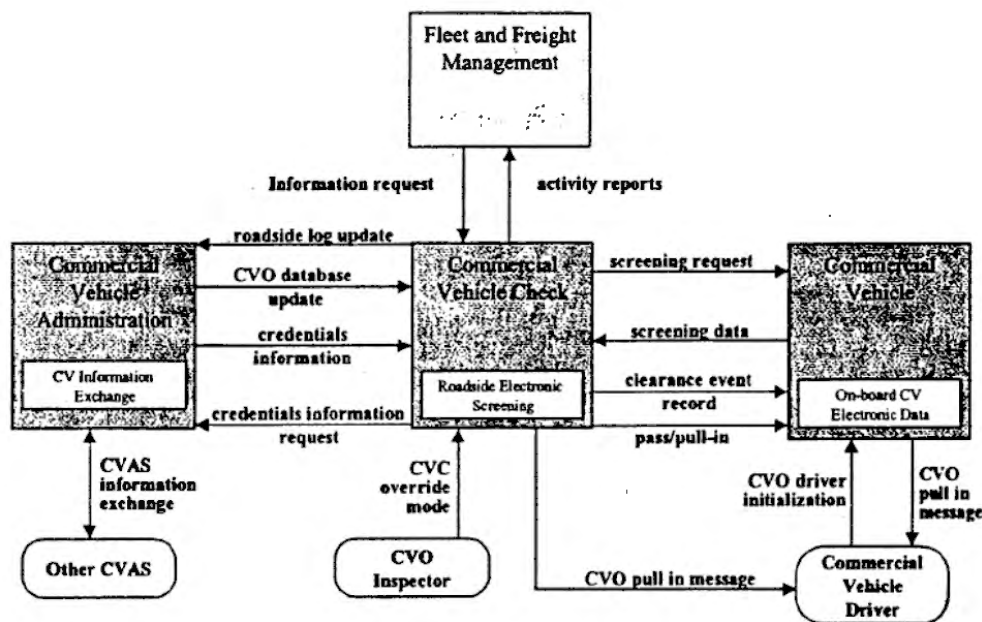 Fleet and Freight
Management
Information request
activity reports
roadside log update
Commercial
Vehicle
Administration
CVO database
update
credentials
information
CV Information
Exchange
credentials information
request
Commercial
Vehicle Check
Roadside Electronic
Screening
screening request
screening data
clearance event
record
pass/pull-in
Commercial
Vehicle
On-board CV
Electronic Data
CVAS
information
exchange
CVC
override
mode
CVO driver
initialization
CVO
pull in
message
Other CVAS
CVO
Inspector
CVO pull in message
Commercial
Vehicle
Driver